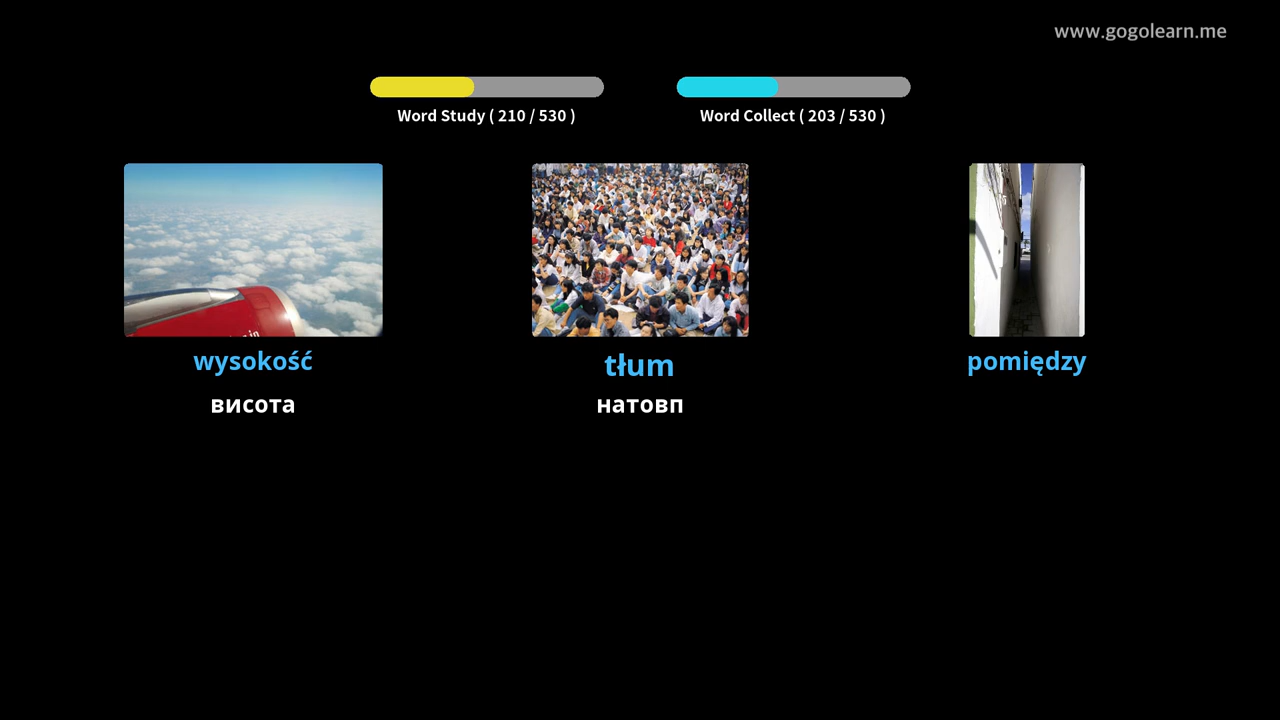 www.gogolearn.me
Word Study ( 210 / 530 )
Word Collect ( 203 / 530 )
wysokość
tłum
pomiędzy
висота
натовп